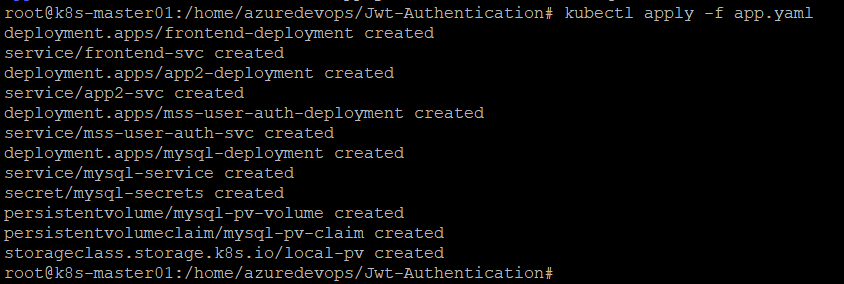 root@k8s-master01:/home/azuredevops/Jwt-Authentication# kubectl apply -f app.yaml
deployment.apps/frontend-deployment created
service/frontend-svc created
deployment.apps/app2-deployment created
service/app2-svc created
deployment.apps/mss-user-auth-deployment created
service/mss-user-auth-svc created
deployment.apps/mysql-deployment created
service/mysql-service created
secret/mysql-secrets created
persistentvolume/mysql-pv-volume created
persistentvolumeclaim/mysql-pv-claim created
storageclass.storage.k8s.io/local-pv created
root@k8s-master01:/home/azuredevops/Jwt-Authentication#